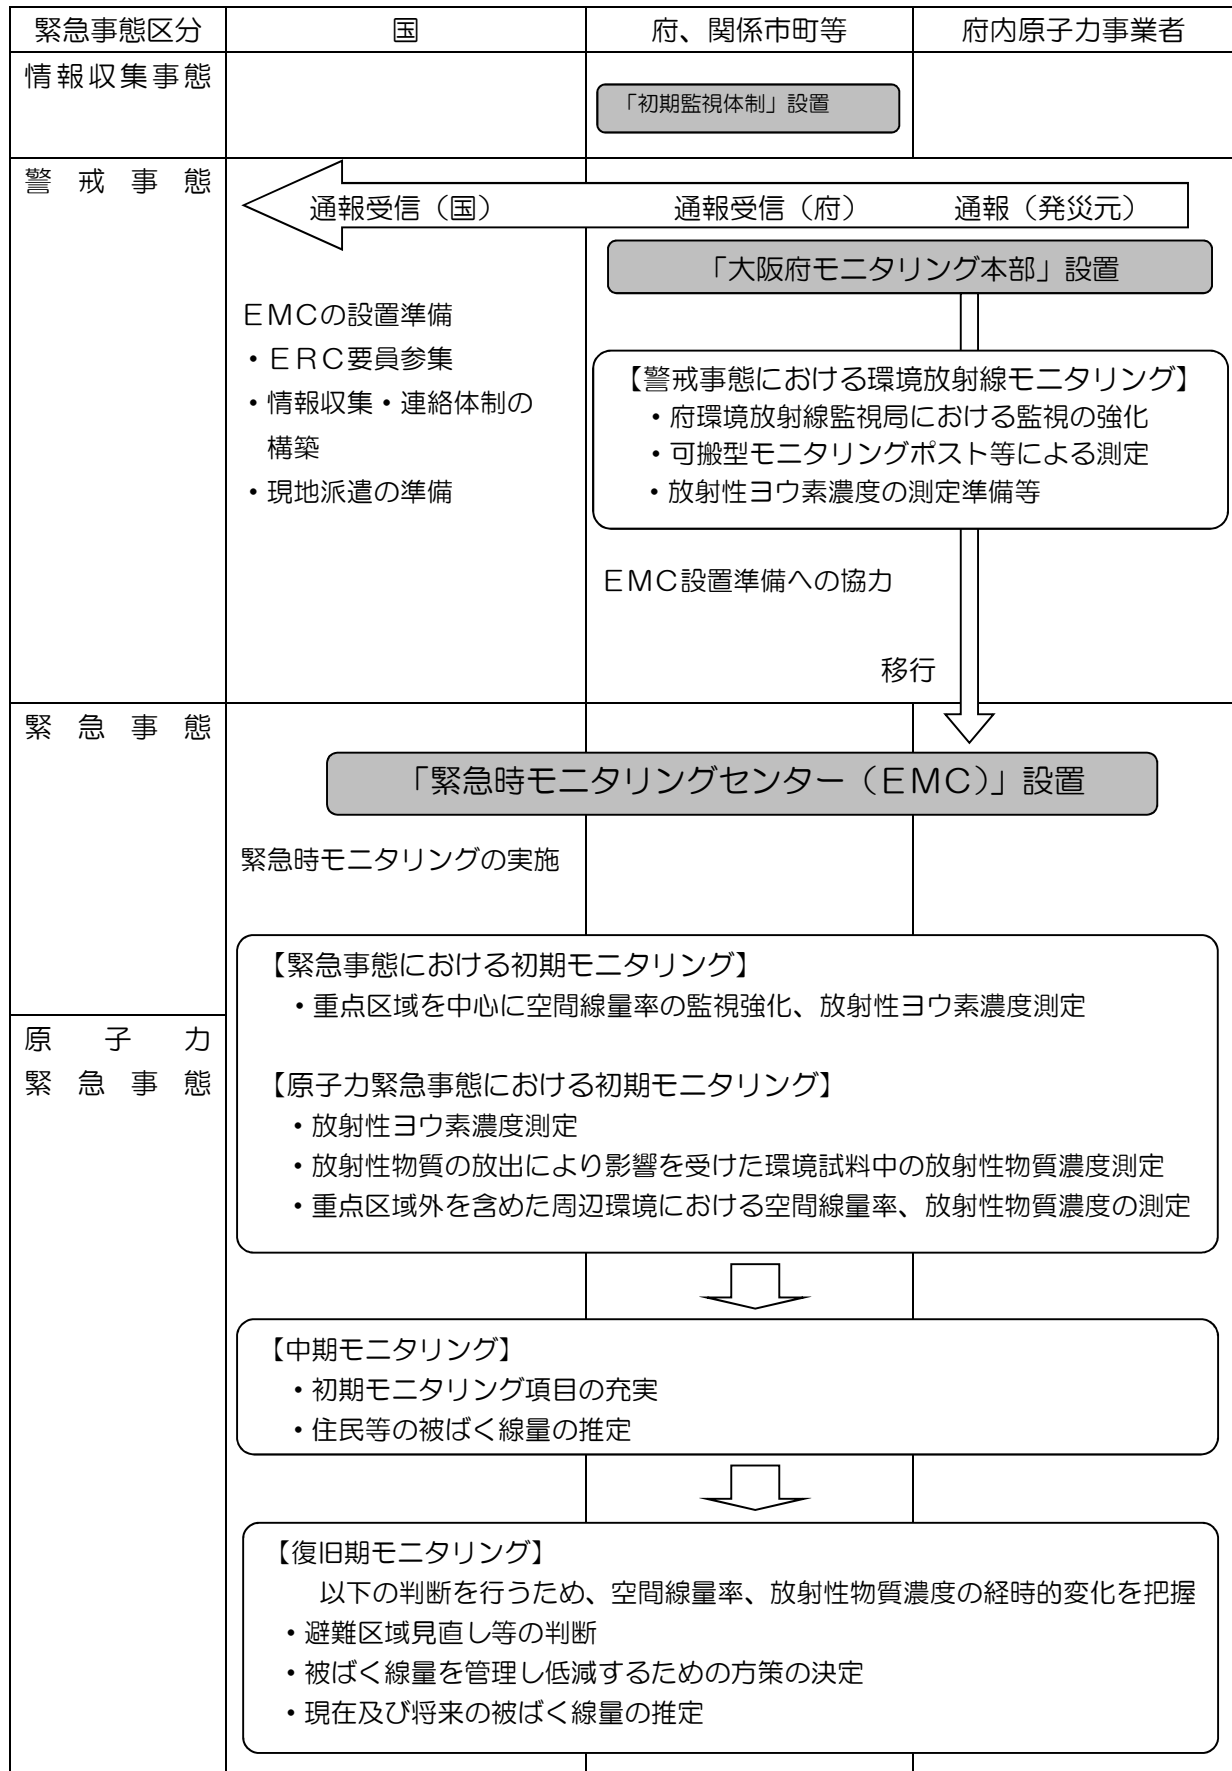 緊急事態区分
国
府、関係市町等
府内原子力事業者
情報収集事態
「初期監視体制」設置
警戒事態
通報受信（国）
通報受信（府）
通報（発災元）
「大阪府モニタリング本部」設置
ＥＭＣの設置準備
・ＥＲＣ要員参集
・情報収集・連絡体制の
構築
・現地派遣の準備
【警戒事態における環境放射線モニタリング】
・府環境放射線監視局における監視の強化
・可搬型モニタリングポスト等による測定
・放射性ヨウ素濃度の測定準備等
ＥＭＣ設置準備への協力
移行
緊急事態
「緊急時モニタリングセンター（ＥＭＣ）」設置
緊急時モニタリングの実施
【緊急事態における初期モニタリング】
・重点区域を中心に空間線量率の監視強化、放射性ヨウ素濃度測定
原子力
緊急事態
【原子力緊急事態における初期モニタリング】
・放射性ヨウ素濃度測定
・放射性物質の放出により影響を受けた環境試料中の放射性物質濃度測定
・重点区域外を含めた周辺環境における空間線量率、放射性物質濃度の測定
【中期モニタリング】
・初期モニタリング項目の充実
・住民等の被ばく線量の推定
【復旧期モニタリング】
以下の判断を行うため、空間線量率、放射性物質濃度の経時的変化を把握
・避難区域見直し等の判断
・被ばく線量を管理し低減するための方策の決定
・現在及び将来の被ばく線量の推定